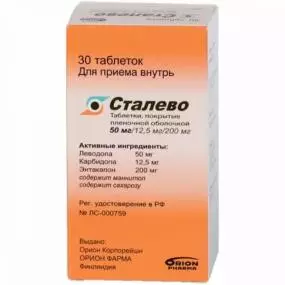 30 таблеток
Для приема внутрь
Сталево
Таблетки, покрытые
пленочной оболочкой
50 мг/12,5 мг/200 мг
Активные ингредиенты:
Леводопа 50 мг
Карбидопа 12,5 мг
Энтакапон 200 мг
содержит маннитол
содержит сахарозу
Рег. удостоверение в РФ
№ ЛС-000759
Выдано:
Орион Корпорейшн
ОРИОН ФАРМА
Финляндия
ORION
PHARMA